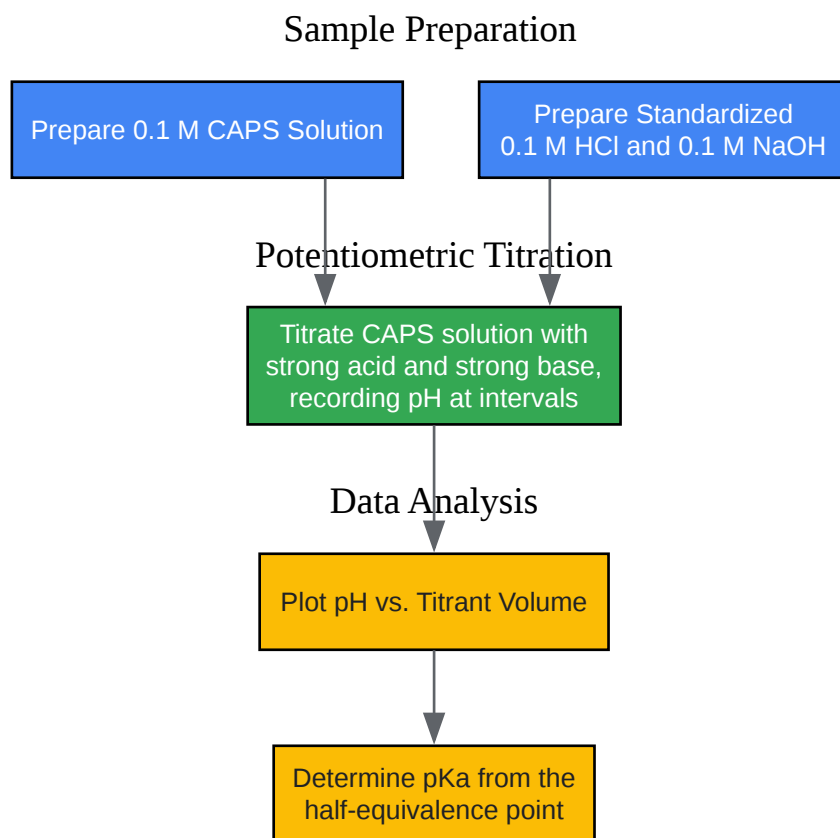 Sample Preparation
Prepare 0.1 M CAPS Solution
Prepare Standardized
0.1 M HCl and 0.1 M NaOH
Potentiometric Titration
Titrate CAPS solution with
strong acid and strong base,
recording pH at intervals
Data Analysis
Plot pH vs. Titrant Volume
Determine pKa from the
half-equivalence point